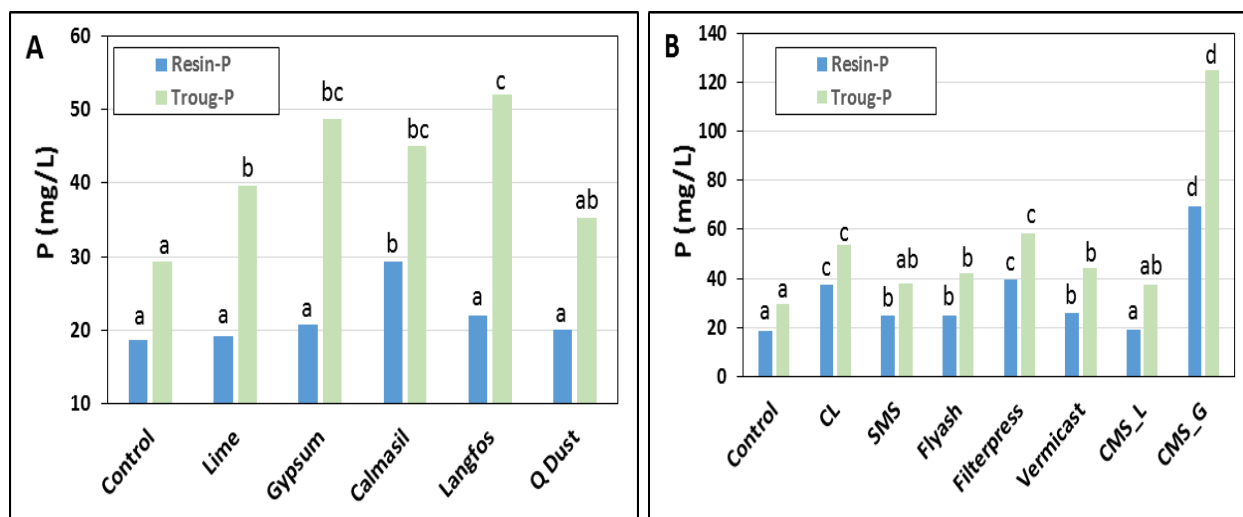 A
Resin-P
Troug-P
P (mg/L)
60
50
40
30
20
10
a a
a b
a bc
b bc
a c
a ab
Control
Lime
Gypsum
Calmasil
Langfos
Q Dust
B
Resin-P
Troug-P
P (mg/L)
140
120
100
80
60
40
20
0
a a
c c
b ab
b b
c c
b b
a ab
d d
Control
CL
SMS
Flyash
Filterpress
Vermicast
CMS_L
CMS_G